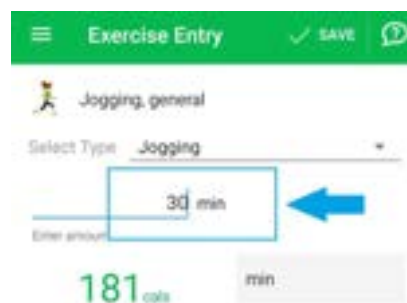 Exercise Entry SAVE
Jogging, general
Select Type Jogging
30 min
Enter amount
181 cals min